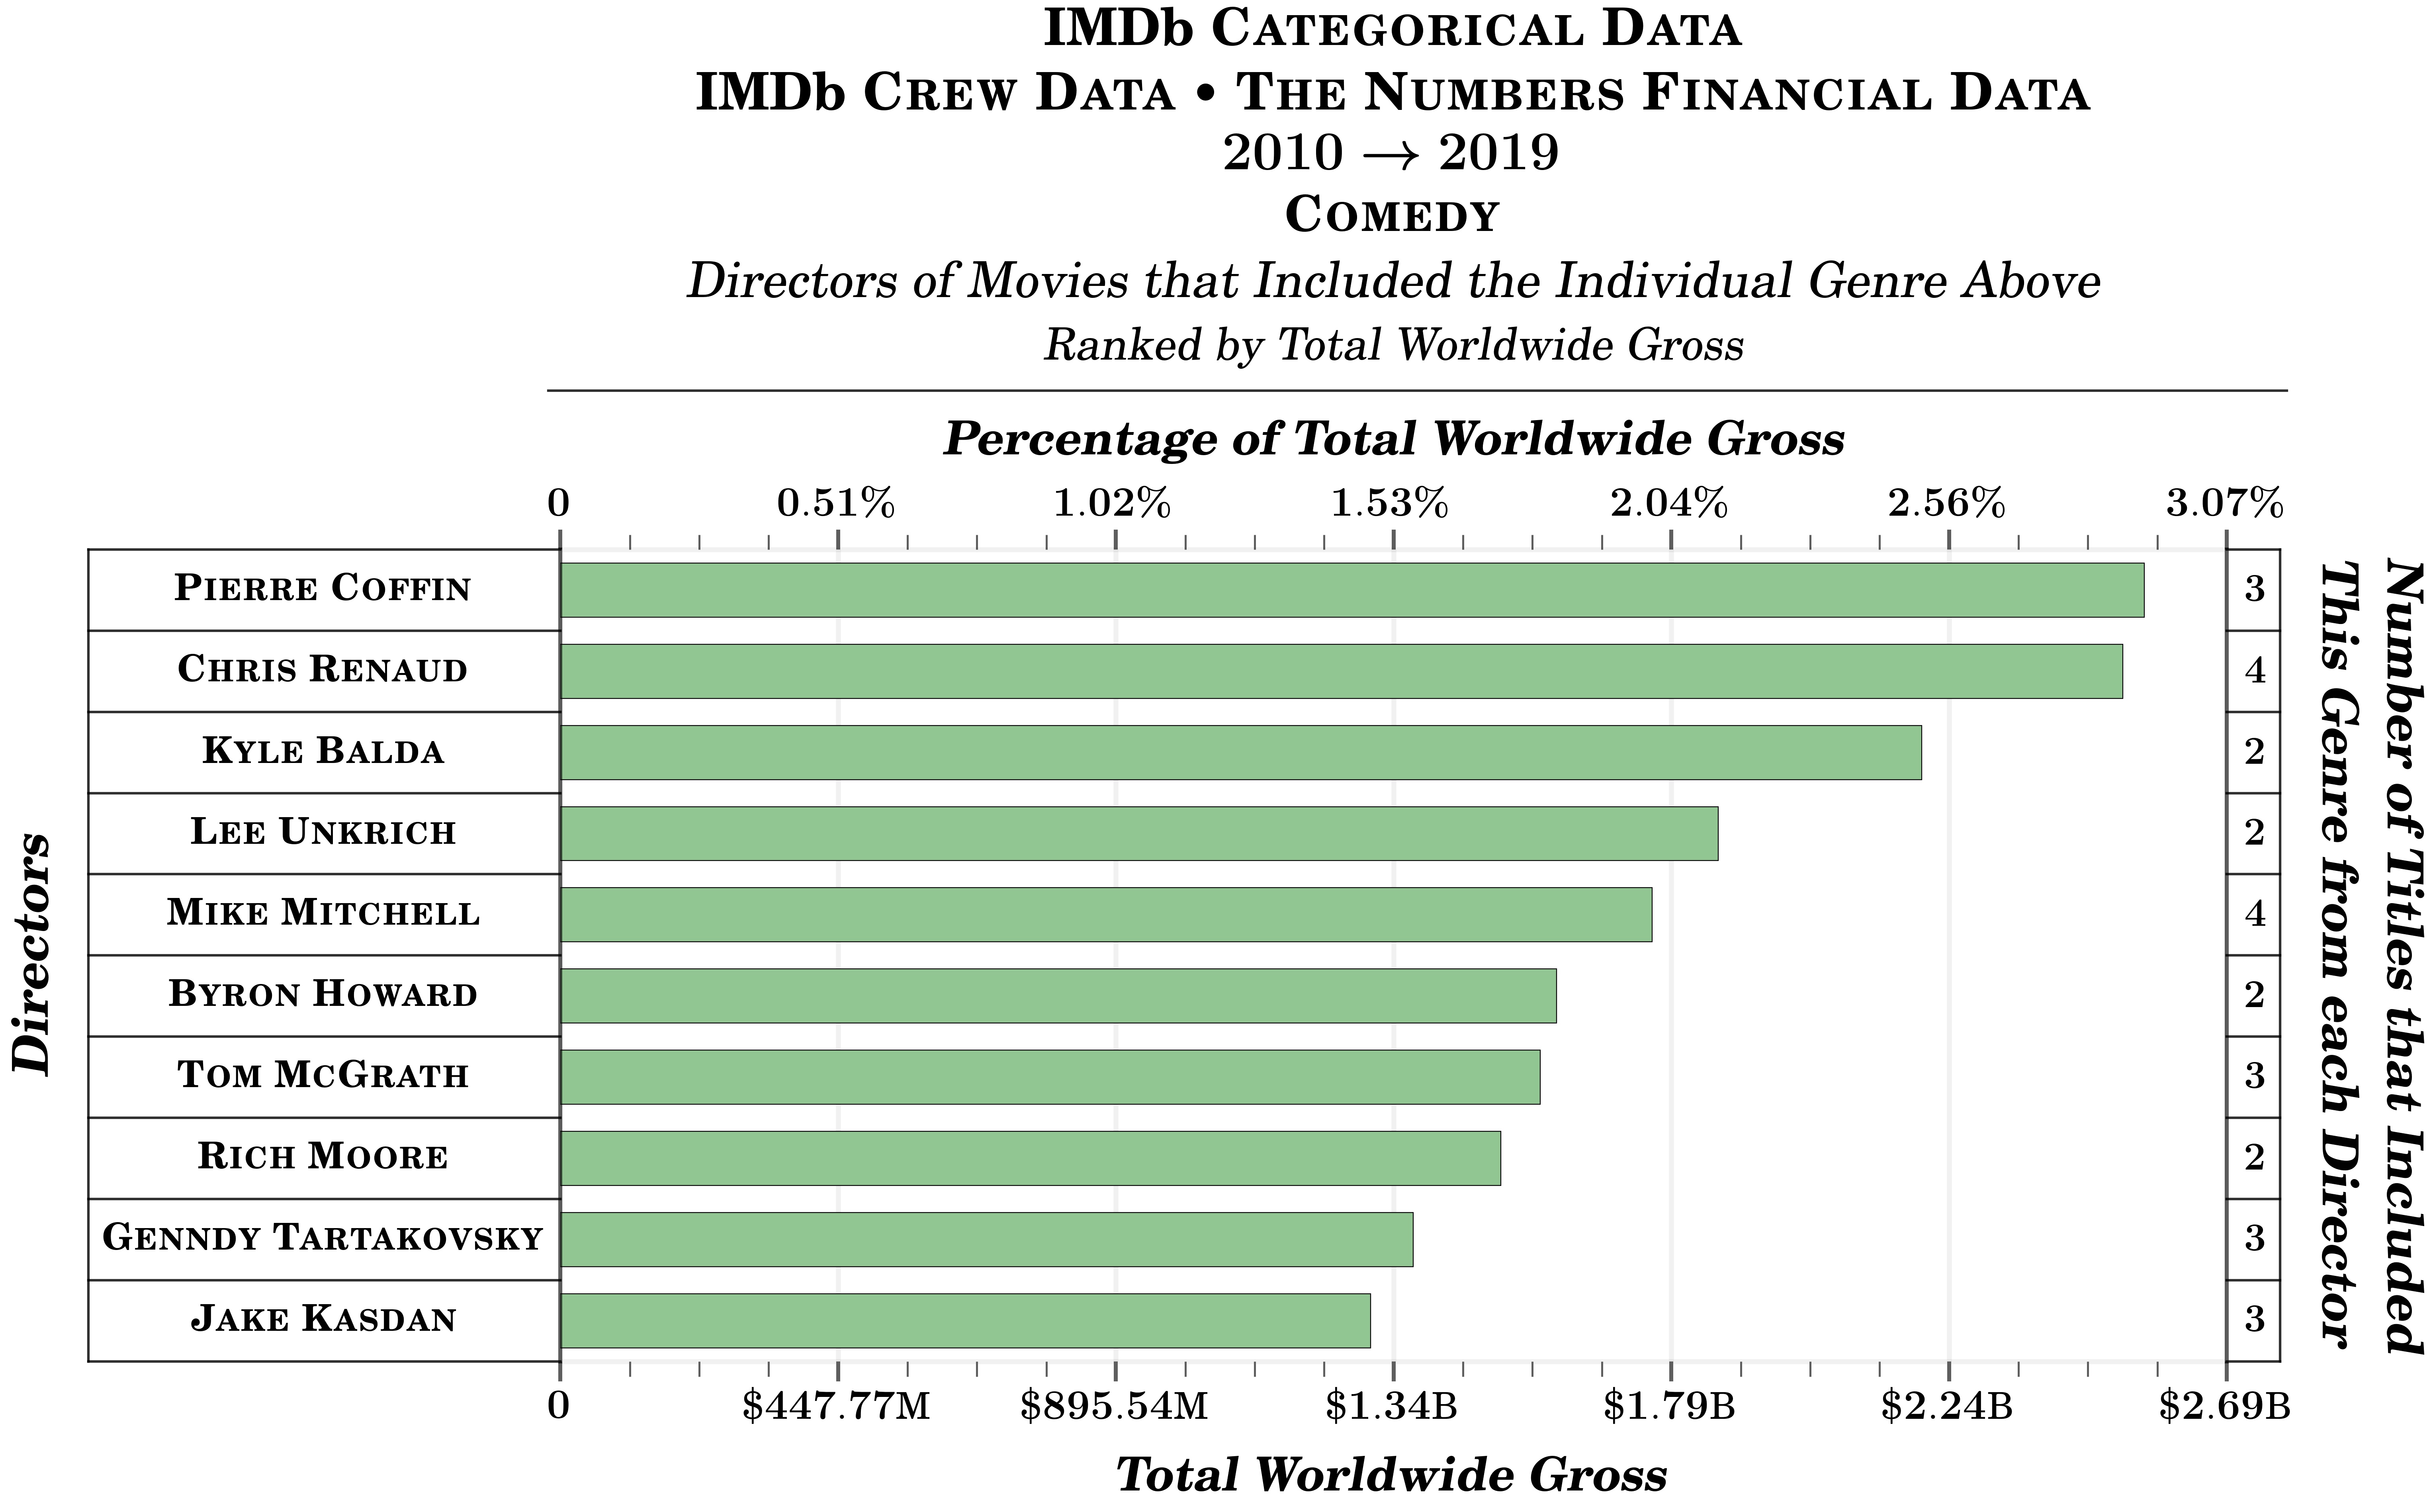 IMDb Categorical Data
IMDb Crew Data • The Numbers Financial Data
2010 → 2019
Comedy
Directors of Movies that Included the Individual Genre Above
Ranked by Total Worldwide Gross
Percentage of Total Worldwide Gross
0 0.51% 1.02% 1.53% 2.04% 2.56% 3.07%
Directors
Pierre Coffin 3
Chris Renaud 4
Kyle Balda 2
Lee Unkrich 2
Mike Mitchell 4
Byron Howard 2
Tom McGrath 3
Rich Moore 2
Genndy Tartakovsky 3
Jake Kasdan 3
Number of Titles that Included
This Genre from each Director
0 $447.77M $895.54M $1.34B $1.79B $2.24B $2.69B
Total Worldwide Gross